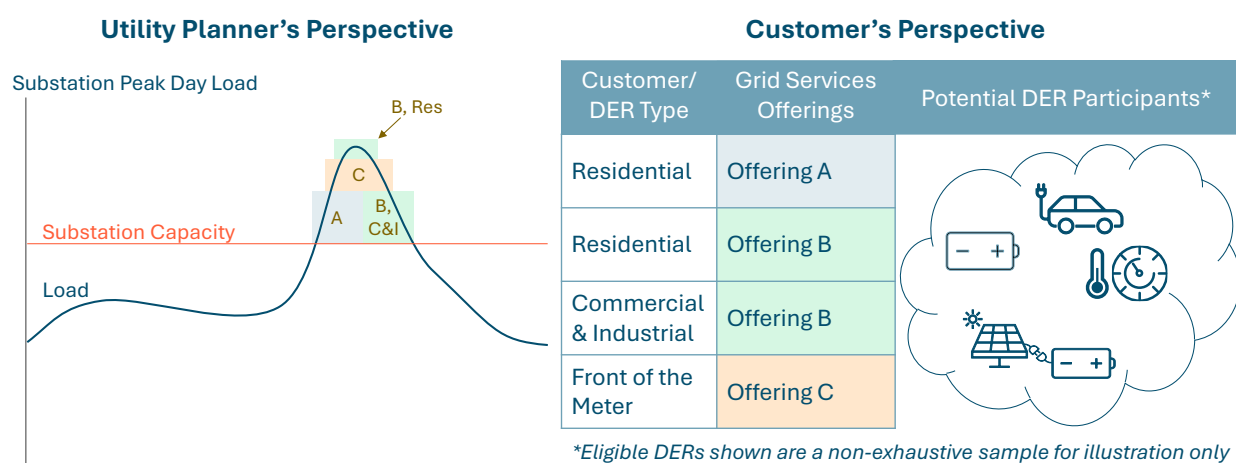 Utility Planner's Perspective
Substation Peak Day Load
B, Res
C
A
B,
C&I
Substation Capacity
Load
Customer's Perspective
Customer/
DER Type
Grid Services
Offerings
Potential DER Participants*
Residential
Offering A
Residential
Offering B
Commercial
& Industrial
Offering B
Front of the
Meter
Offering C
*Eligible DERs shown are a non-exhaustive sample for illustration only